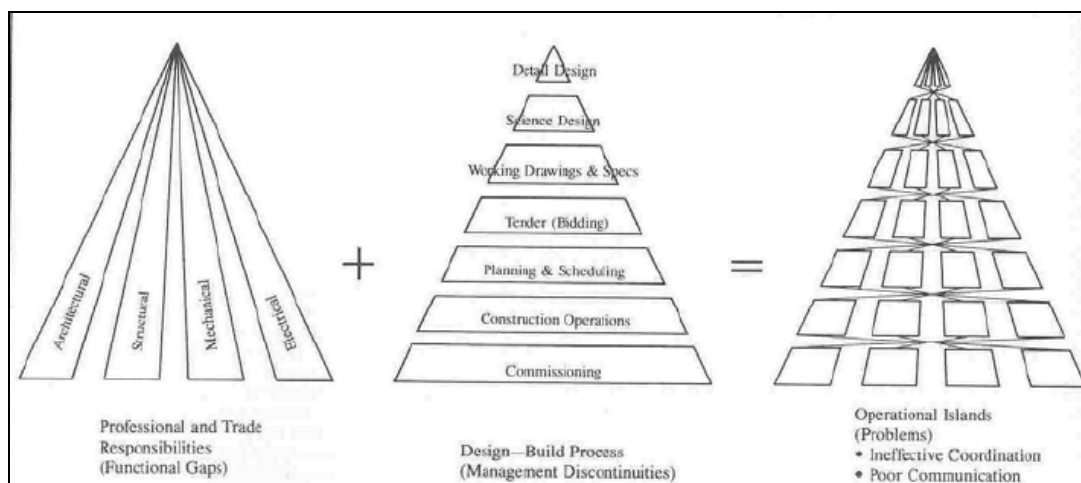 Architectural
Structural
Mechanical
Electrical
+
Detail Design
Science Design
Working Drawings & Specs
Tender (Bidding)
Planning & Scheduling
Construction Operations
Commissioning
=
Professional and Trade
Responsibilities
(Functional Gaps)
Design—Build Process
(Management Discontinuities)
Operational Islands
(Problems)
• Ineffective Coordination
• Poor Communication